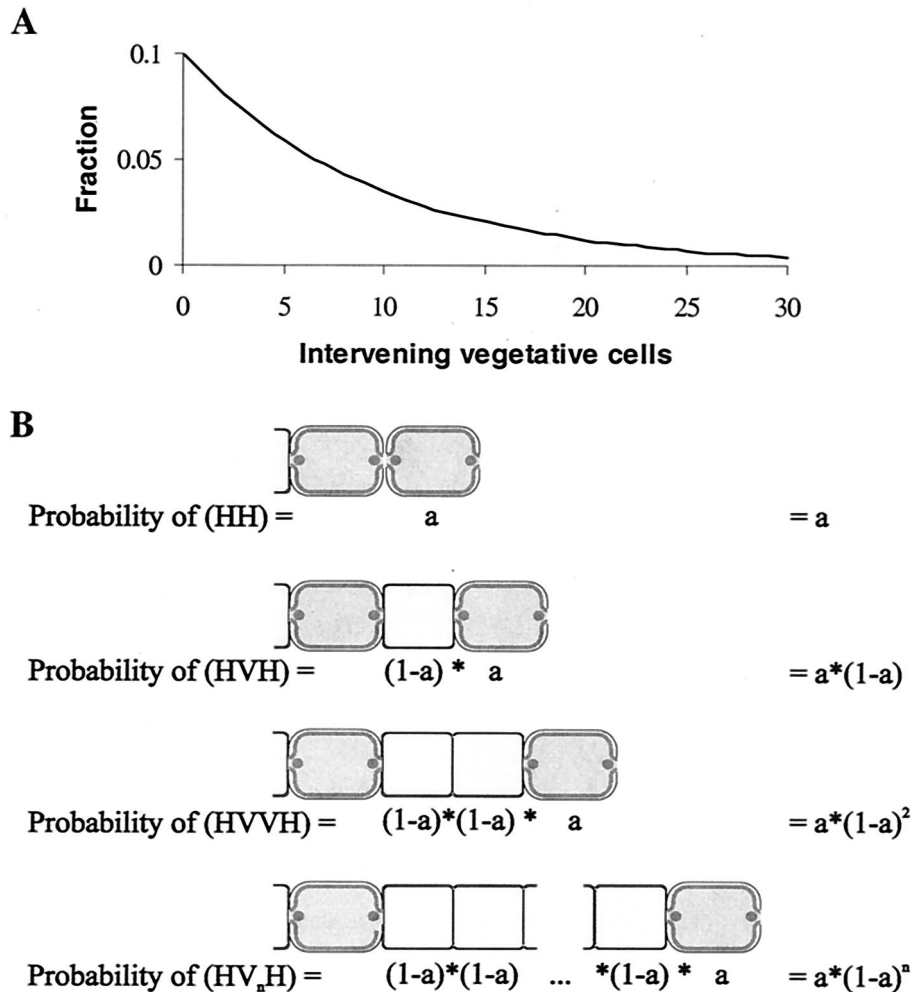 A
0.1
0.05
0
Fraction
0 5 10 15 20 25 30
Intervening vegetative cells
B
Probability of (HH) = a = a
Probability of (HVH) = (1-a) * a = a*(1-a)
Probability of (HVVH) = (1-a)*(1-a) * a = a*(1-a)²
Probability of (HVₙH) = (1-a)*(1-a) ... *(1-a) * a = a*(1-a)ⁿ